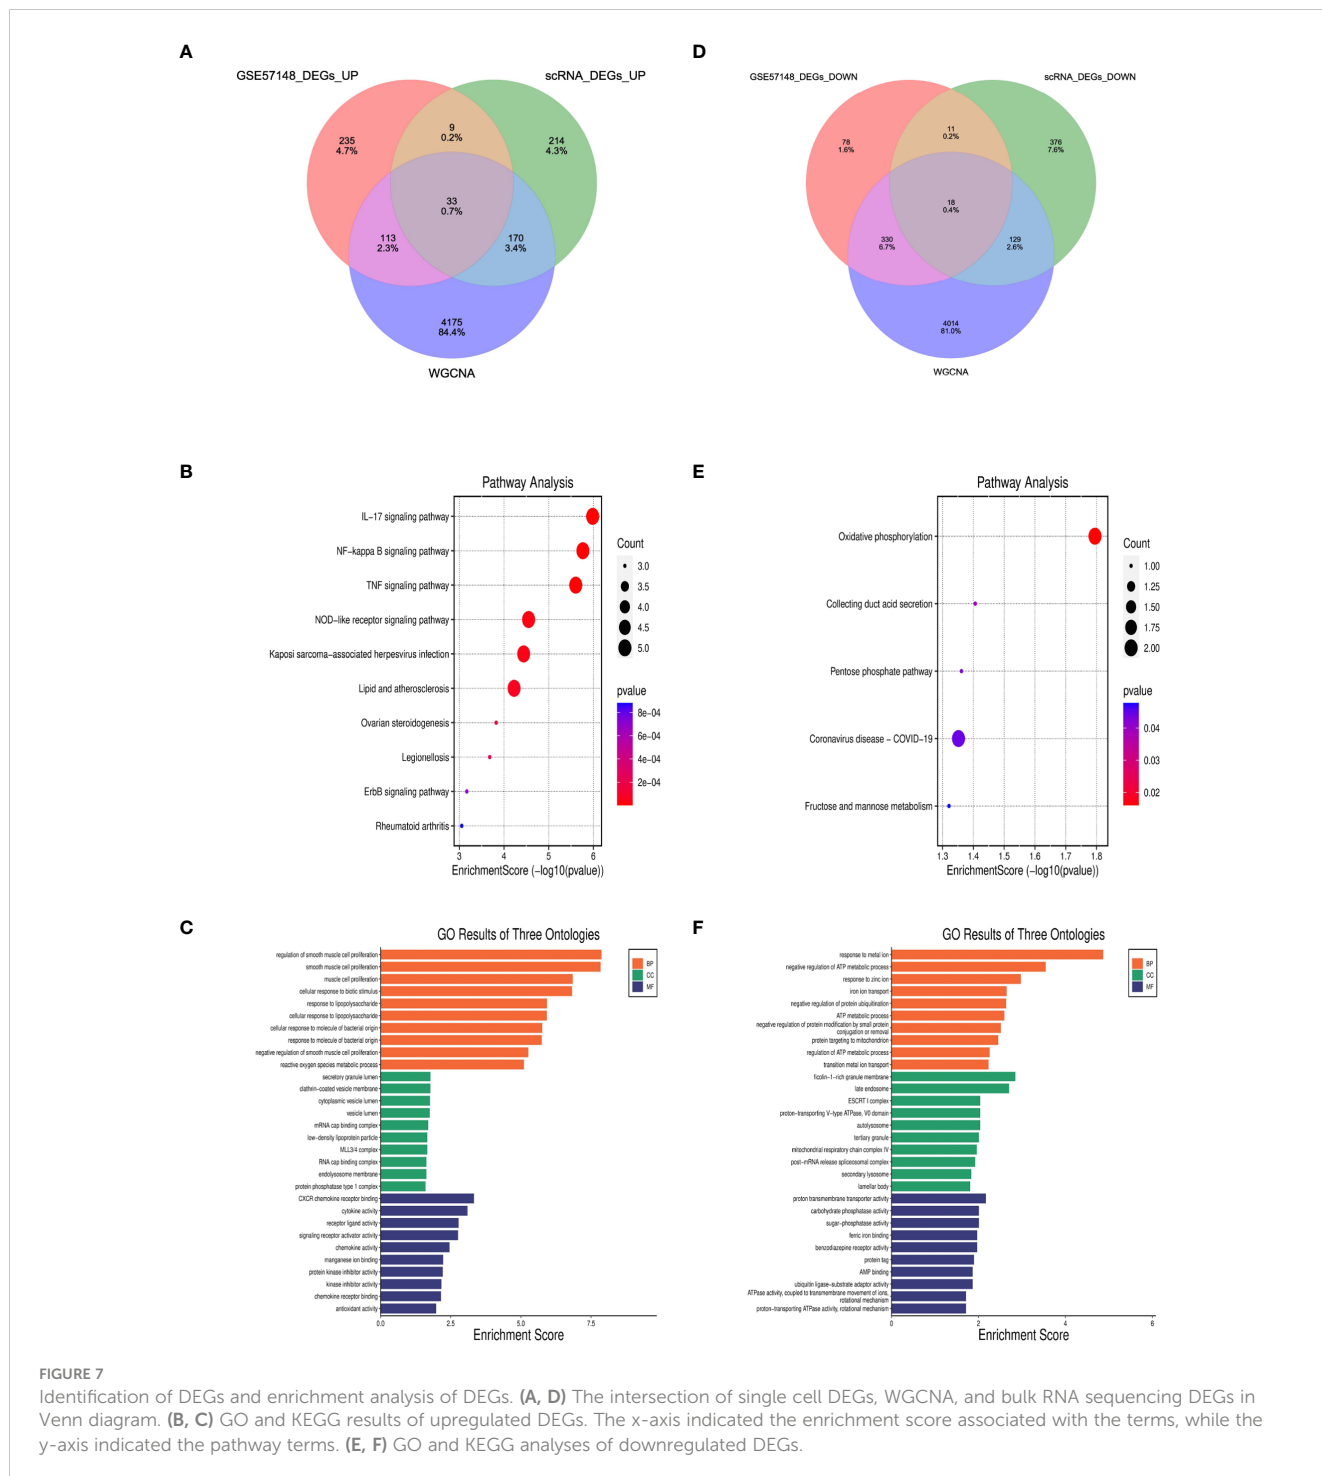 A
GSE57148_DEGs_UP
scRNA_DEGs_UP
235
4.7%
9
0.2%
214
4.3%
33
0.7%
113
2.3%
170
3.4%
4175
84.4%
WGCNA
D
GSE57148_DEGs_DOWN
scRNA_DEGs_DOWN
78
1.6%
11
0.2%
376
7.6%
18
0.4%
330
6.7%
129
2.6%
4014
81.0%
WGCNA
B
Pathway Analysis
IL-17 signaling pathway
NF-kappa B signaling pathway
TNF signaling pathway
NOD-like receptor signaling pathway
Kaposi sarcoma-associated herpesvirus infection
Lipid and atherosclerosis
Ovarian steroidogenesis
Legionellosis
ErbB signaling pathway
Rheumatoid arthritis
3 4 5 6
EnrichmentScore (-log10(pvalue))
Count
3.0
3.5
4.0
4.5
5.0
pvalue
8e-04
6e-04
4e-04
2e-04
E
Pathway Analysis
Oxidative phosphorylation
Collecting duct acid secretion
Pentose phosphate pathway
Coronavirus disease - COVID-19
Fructose and mannose metabolism
1.3 1.4 1.5 1.6 1.7 1.8
EnrichmentScore (-log10(pvalue))
Count
1.00
1.25
1.50
1.75
2.00
pvalue
0.04
0.03
0.02
C
GO Results of Three Ontologies
regulation of smooth muscle cell proliferation
smooth muscle cell proliferation
muscle cell proliferation
cellular response to biotic stimulus
response to lipopolysaccharide
cellular response to lipopolysaccharide
cellular response to molecule of bacterial origin
response to molecule of bacterial origin
negative regulation of smooth muscle cell proliferation
reactive oxygen species metabolic process
secretory granule lumen
clathrin-coated vesicle membrane
cytoplasmic vesicle lumen
vesicle lumen
mRNA cap binding complex
low-density lipoprotein particle
MLL3/4 complex
RNA cap binding complex
endolysosome membrane
protein phosphatase type 1 complex
CXCR chemokine receptor binding
cytokine activity
receptor ligand activity
signaling receptor activator activity
chemokine activity
manganese ion binding
protein kinase inhibitor activity
kinase inhibitor activity
chemokine receptor binding
antioxidant activity
0.0 2.5 5.0 7.5
Enrichment Score
BP
CC
MF
F
GO Results of Three Ontologies
response to metal ion
negative regulation of ATP metabolic process
response to zinc ion
iron ion transport
negative regulation of protein ubiquitination
ATP metabolic process
negative regulation of protein modification by small protein
conjugation or removal
protein targeting to mitochondrion
regulation of ATP metabolic process
transition metal ion transport
ficolin-1-rich granule membrane
late endosome
ESCRT I complex
proton-transporting V-type ATPase, V0 domain
autolysosome
tertiary granule
mitochondrial respiratory chain complex IV
post-mRNA release spliceosomal complex
secondary lysosome
lamellar body
proton transmembrane transporter activity
carbohydrate phosphatase activity
sugar-phosphatase activity
ferric iron binding
benzodiazepine receptor activity
protein tag
AMP binding
ubiquitin ligase-substrate adaptor activity
ATPase activity, coupled to transmembrane movement of ions,
rotational mechanism
proton-transporting ATPase activity, rotational mechanism
0 2 4 6
Enrichment Score
BP
CC
MF
FIGURE 7
Identification of DEGs and enrichment analysis of DEGs. (A, D) The intersection of single cell DEGs, WGCNA, and bulk RNA sequencing DEGs in
Venn diagram. (B, C) GO and KEGG results of upregulated DEGs. The x-axis indicated the enrichment score associated with the terms, while the
y-axis indicated the pathway terms. (E, F) GO and KEGG analyses of downregulated DEGs.